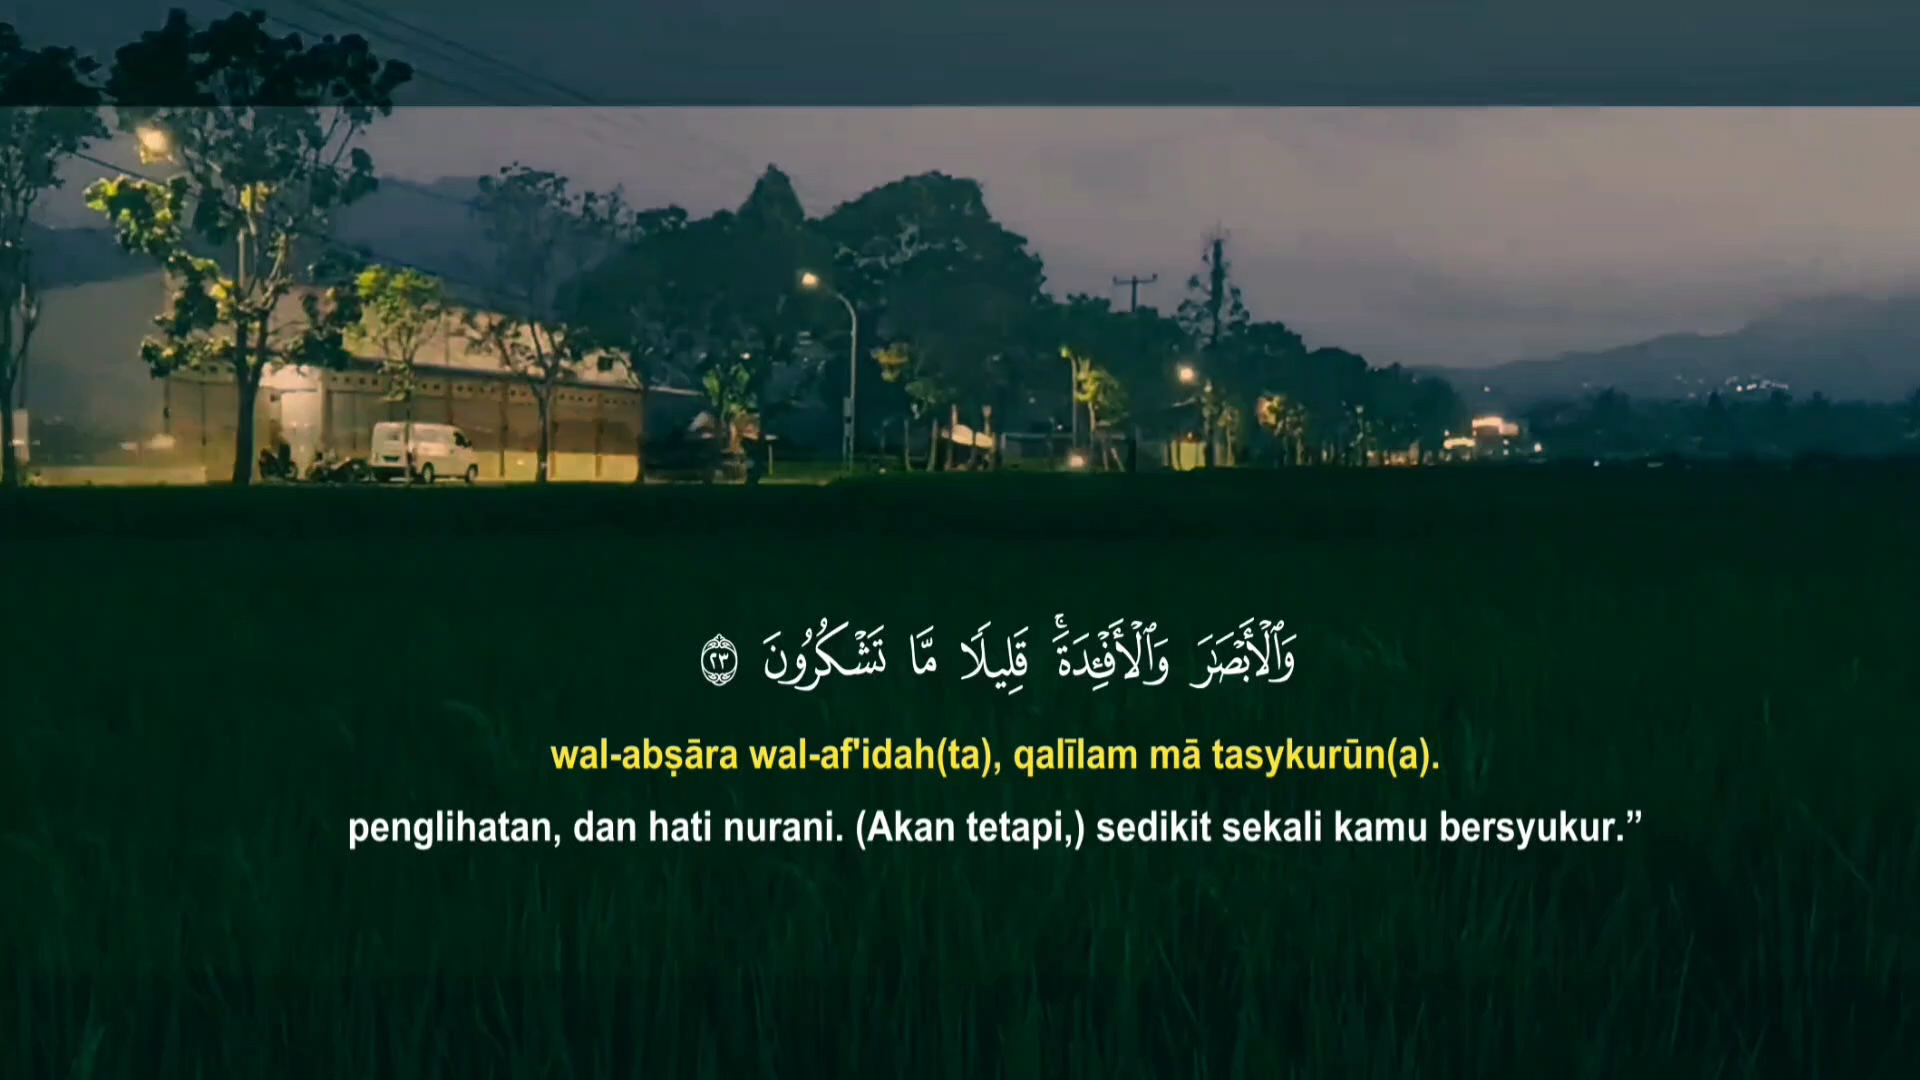 وَٱلْأَبْصَٰرَ وَٱلْأَفْـِٔدَةَۚ قَلِيلًا مَّا تَشْكُرُونَ ٢٣
wal-abṣāra wal-af'idah(ta), qalīlam mā tasykurūn(a).
penglihatan, dan hati nurani. (Akan tetapi,) sedikit sekali kamu bersyukur.”